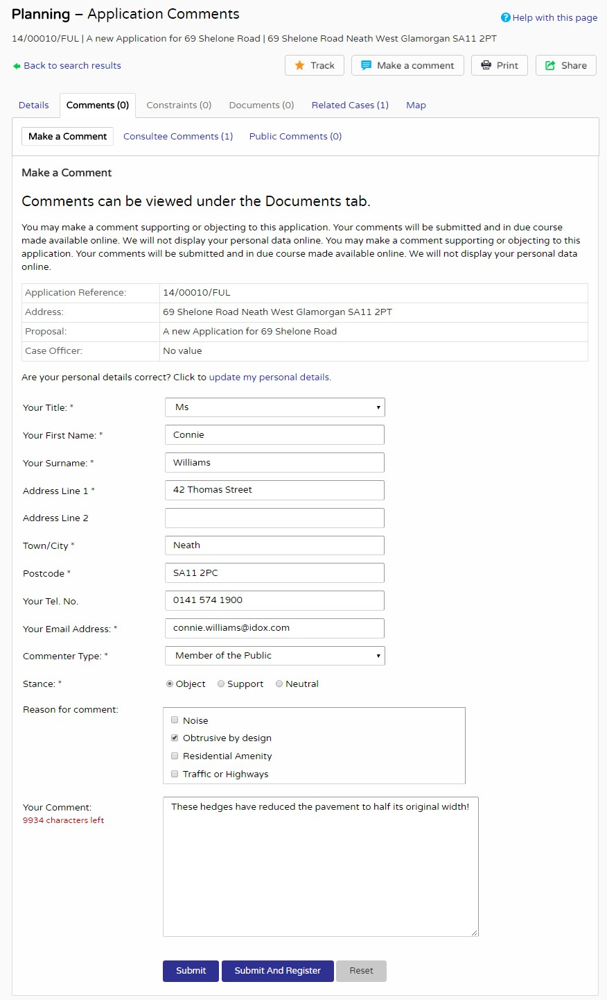 Planning – Application Comments
Help with this page
14/00010/FUL | A new Application for 69 Shelone Road | 69 Shelone Road Neath West Glamorgan SA11 2PT
Back to search results
Track
Make a comment
Print
Share
Details
Comments (0)
Constraints (0)
Documents (0)
Related Cases (1)
Map
Make a Comment
Consultee Comments (1)
Public Comments (0)
Make a Comment
Comments can be viewed under the Documents tab.
You may make a comment supporting or objecting to this application. Your comments will be submitted and in due course
made available online. We will not display your personal data online. You may make a comment supporting or objecting to this
application. Your comments will be submitted and in due course made available online. We will not display your personal data
online.
Application Reference: 14/00010/FUL
Address: 69 Shelone Road Neath West Glamorgan SA11 2PT
Proposal: A new Application for 69 Shelone Road
Case Officer: No value
Are your personal details correct? Click to update my personal details.
Your Title: * Ms
Your First Name: * Connie
Your Surname: * Williams
Address Line 1 * 42 Thomas Street
Address Line 2
Town/City * Neath
Postcode * SA11 2PC
Your Tel. No. 0141 574 1900
Your Email Address: * connie.williams@idox.com
Commenter Type: * Member of the Public
Stance: * Object Support Neutral
Reason for comment:
Noise
Obtrusive by design
Residential Amenity
Traffic or Highways
Your Comment: These hedges have reduced the pavement to half its original width!
9934 characters left
Submit
Submit And Register
Reset